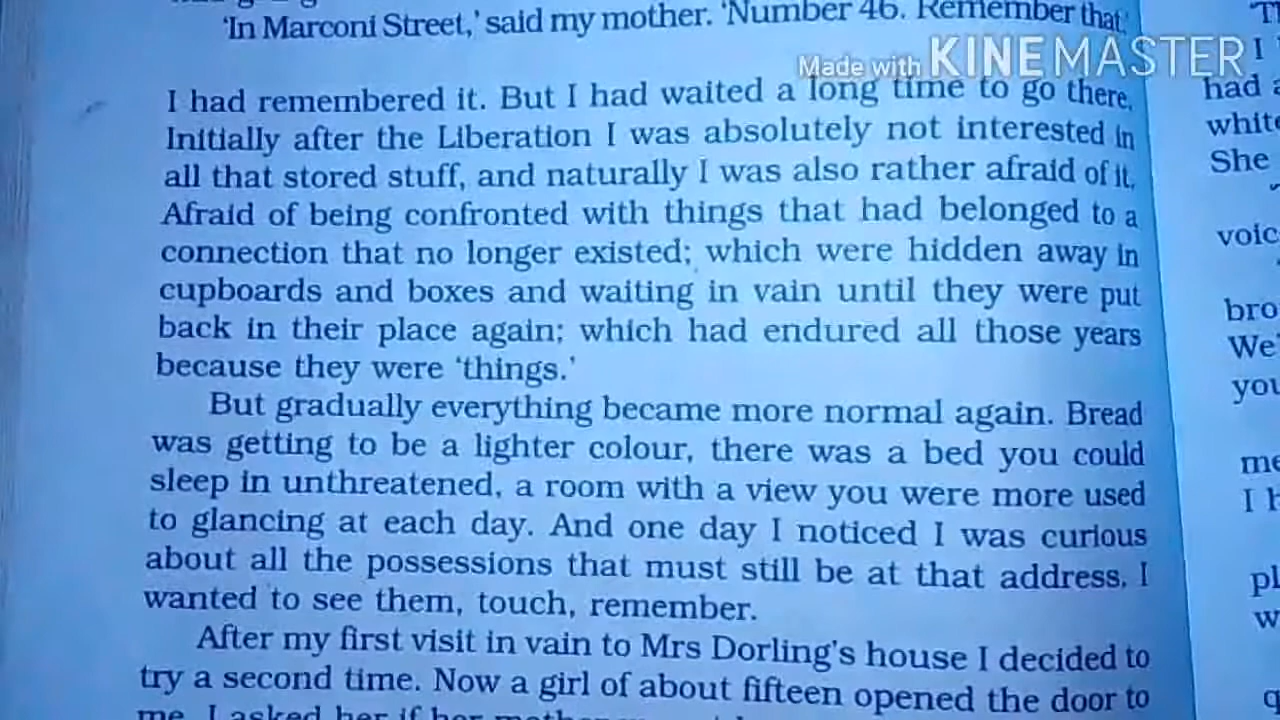 'In Marconi Street,' said my mother. 'Number 46. Remember that.'
Made with KINEMASTER
I had remembered it. But I had waited a long time to go there.
Initially after the Liberation I was absolutely not interested in
all that stored stuff, and naturally I was also rather afraid of it.
Afraid of being confronted with things that had belonged to a
connection that no longer existed; which were hidden away in
cupboards and boxes and waiting in vain until they were put
back in their place again; which had endured all those years
because they were 'things.'
But gradually everything became more normal again. Bread
was getting to be a lighter colour, there was a bed you could
sleep in unthreatened, a room with a view you were more used
to glancing at each day. And one day I noticed I was curious
about all the possessions that must still be at that address. I
wanted to see them, touch, remember.
After my first visit in vain to Mrs Dorling's house I decided to
try a second time. Now a girl of about fifteen opened the door to
me. I asked her if her
I
had
white
She